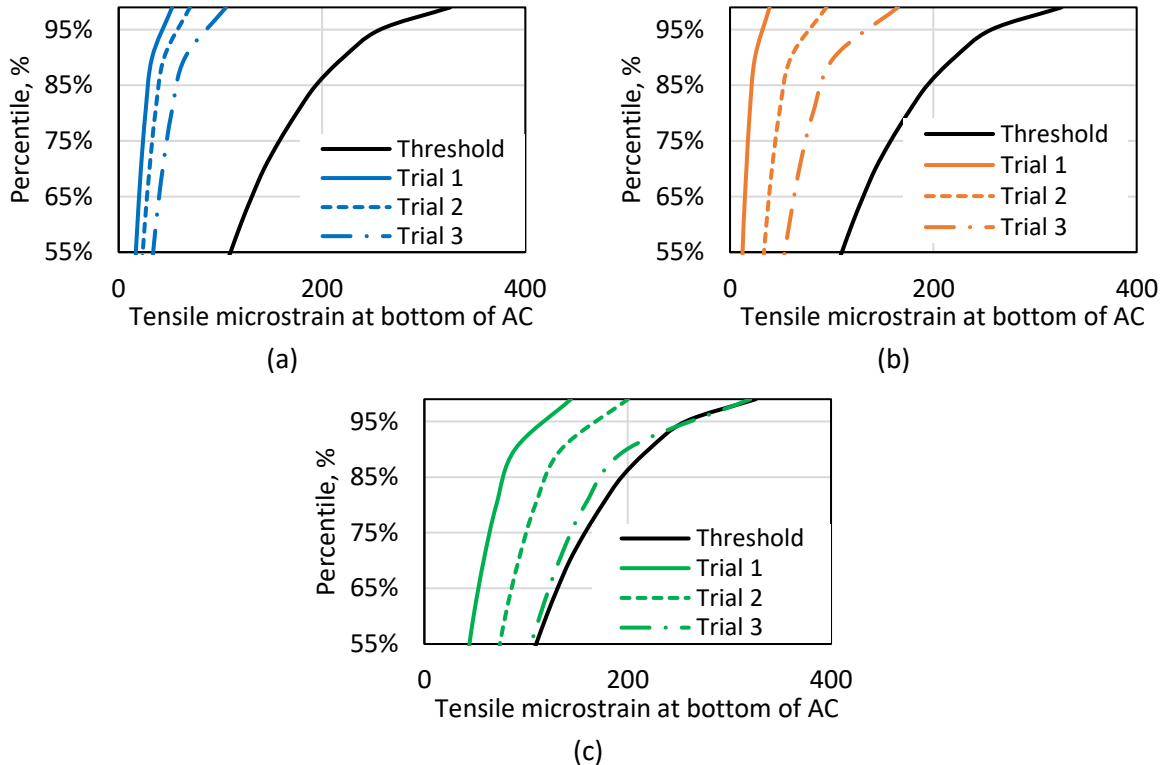 95%
85%
75%
65%
55%
Percentile, %
Threshold
Trial 1
Trial 2
Trial 3
0 200 400
Tensile microstrain at bottom of AC
(a)
95%
85%
75%
65%
55%
Percentile, %
Threshold
Trial 1
Trial 2
Trial 3
0 200 400
Tensile microstrain at bottom of AC
(b)
95%
85%
75%
65%
55%
Percentile, %
Threshold
Trial 1
Trial 2
Trial 3
0 200 400
Tensile microstrain at bottom of AC
(c)